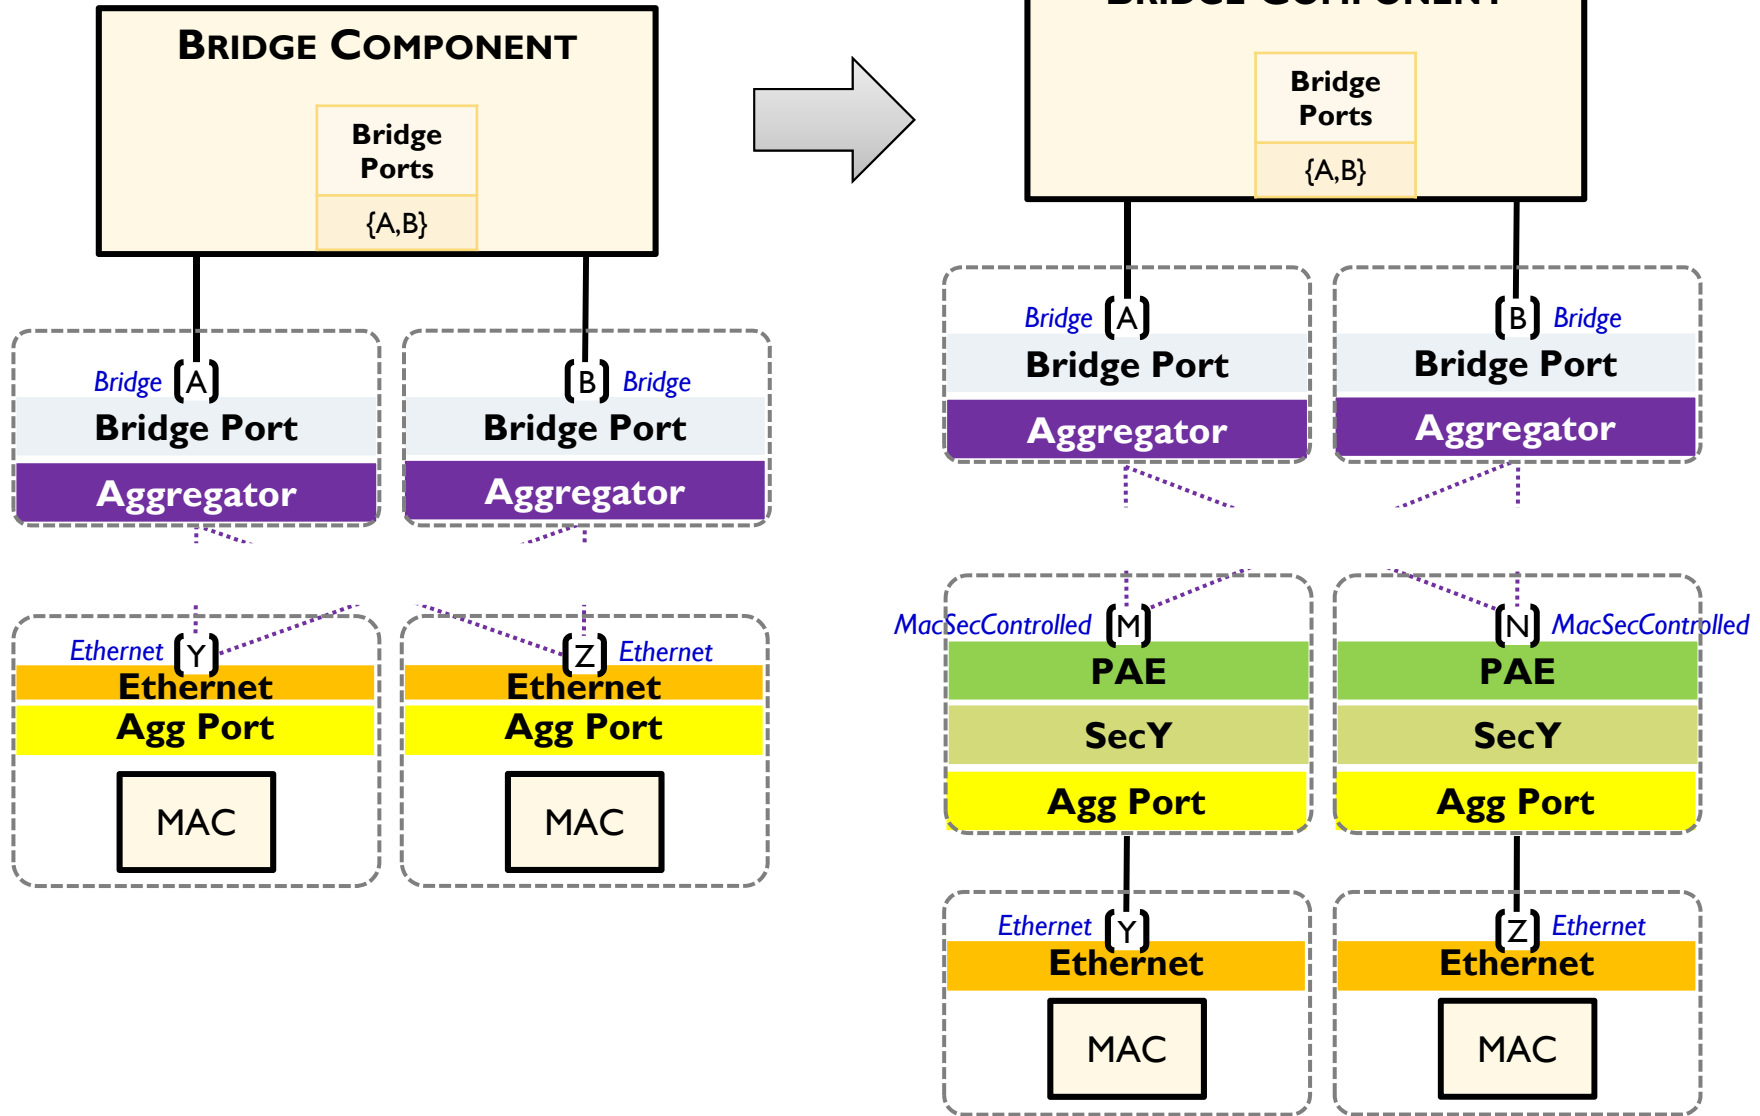 BRIDGE COMPONENT
Bridge
Ports
{A,B}
Bridge [A]
[B] Bridge
Bridge Port
Bridge Port
Aggregator
Aggregator
Ethernet [Y]
[Z] Ethernet
Ethernet
Ethernet
Agg Port
Agg Port
MAC
MAC
BRIDGE COMPONENT
Bridge
Ports
{A,B}
Bridge [A]
[B] Bridge
Bridge Port
Bridge Port
Aggregator
Aggregator
MacSecControlled [M]
[N] MacSecControlled
PAE
PAE
SecY
SecY
Agg Port
Agg Port
Ethernet [Y]
[Z] Ethernet
Ethernet
Ethernet
MAC
MAC